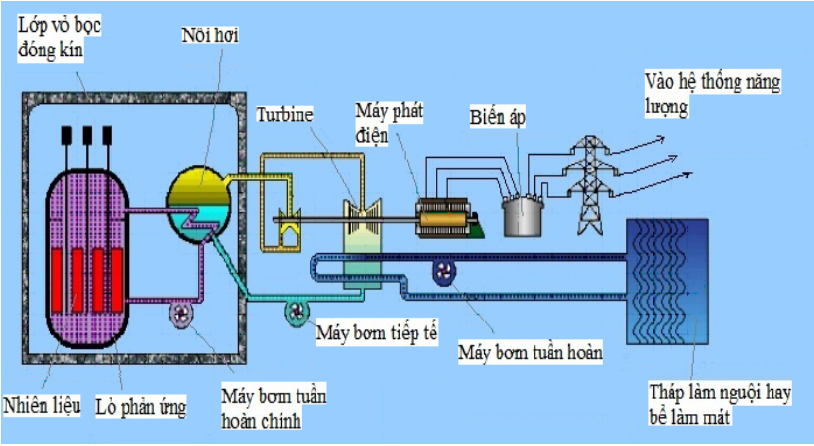 Lớp vỏ bọc
đóng kín
Nồi hơi
Turbine
Máy phát
điện
Biến áp
Vào hệ thống năng
lượng
Máy bơm tiếp tế
Máy bơm tuần hoàn
Nhiên liệu
Lò phản ứng
Máy bơm tuần
hoàn chính
Tháp làm nguội hay
bể làm mát